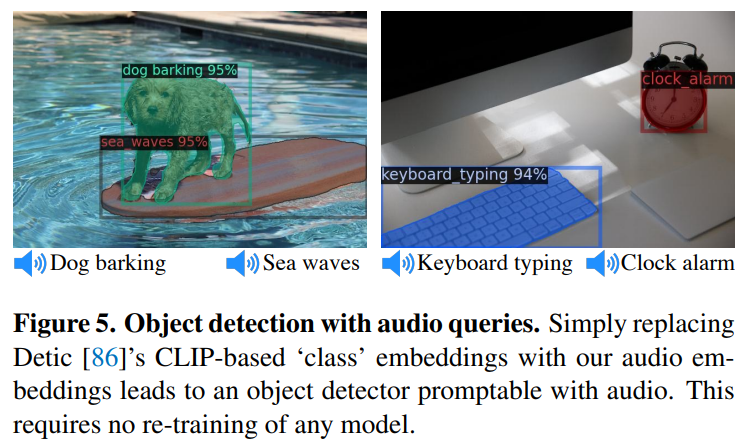 dog barking 95%
sea_waves 95%
clock_alarm
keyboard_typing 94%
Dog barking
Sea waves
Keyboard typing
Clock alarm
Figure 5. Object detection with audio queries. Simply replacing
Detic [86]'s CLIP-based 'class' embeddings with our audio em-
beddings leads to an object detector promptable with audio. This
requires no re-training of any model.